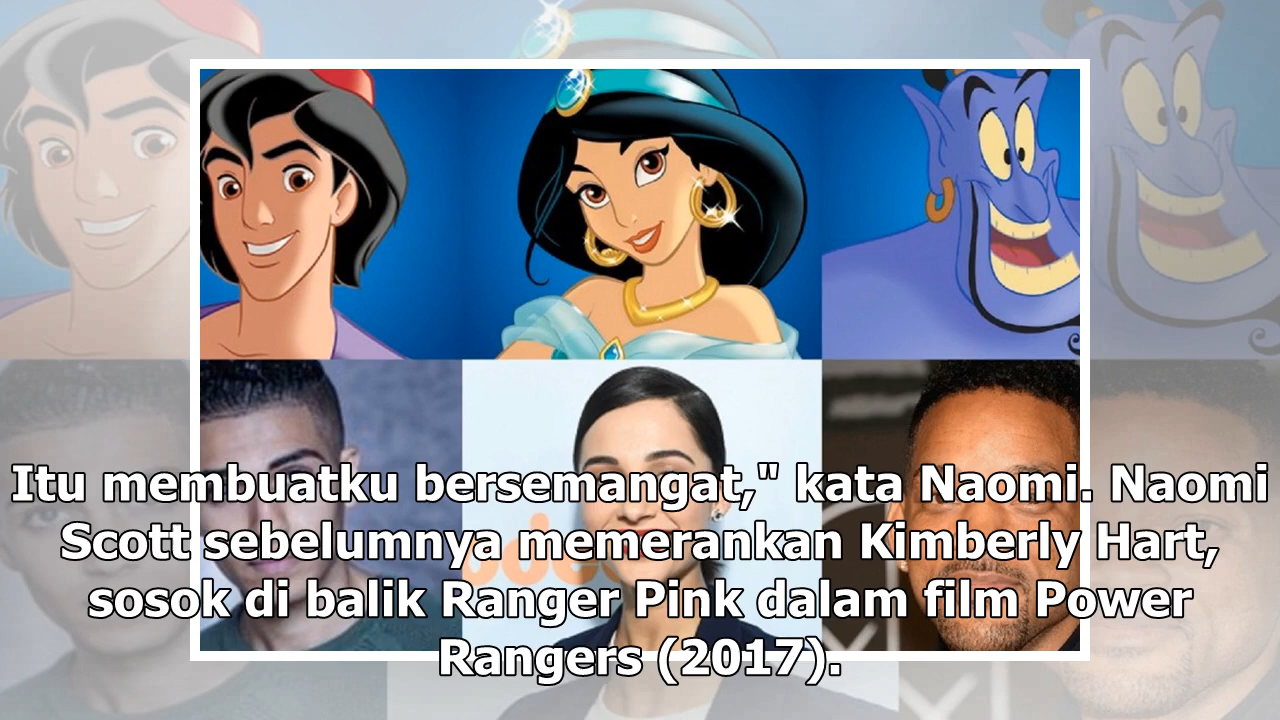 Itu membuatku bersemangat," kata Naomi. Naomi
Scott sebelumnya memerankan Kimberly Hart,
sosok di balik Ranger Pink dalam film Power
Rangers (2017).